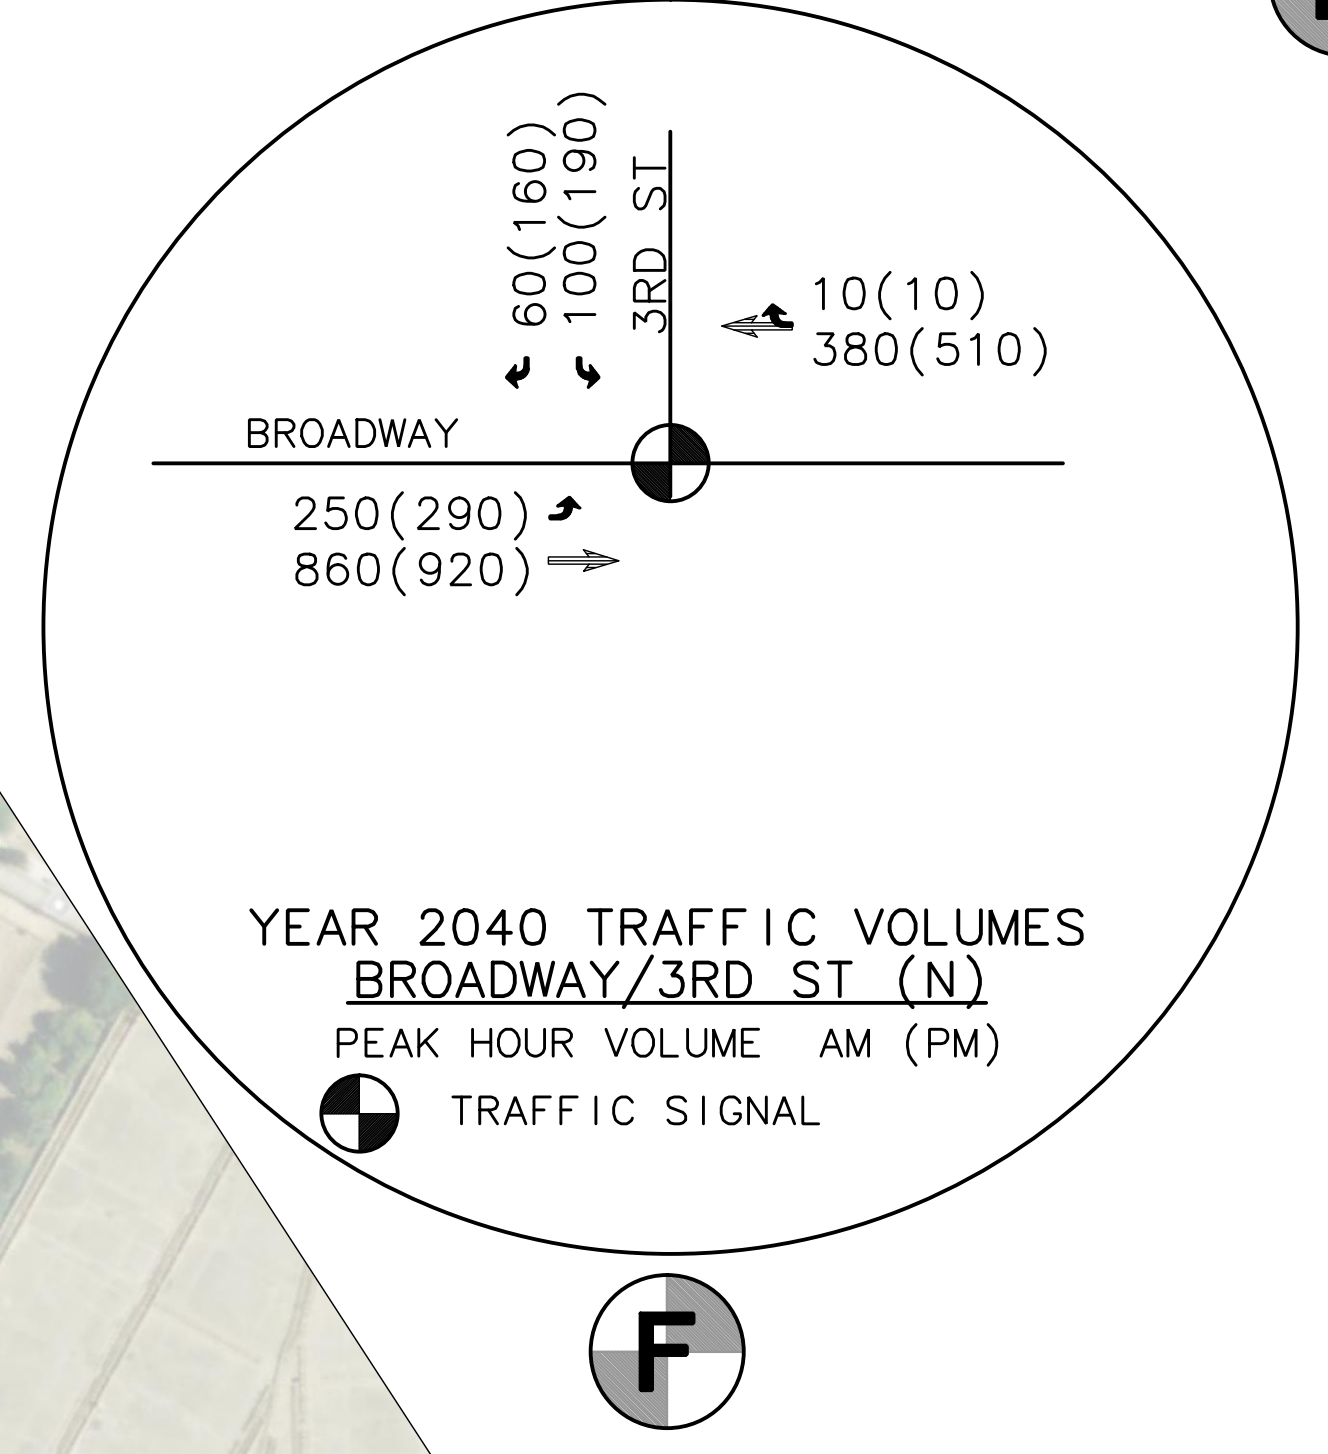 60(160)
100(190)
3RD ST
10(10)
380(510)
BROADWAY
250(290)
860(920)
YEAR 2040 TRAFFIC VOLUMES
BROADWAY/3RD ST (N)
PEAK HOUR VOLUME AM (PM)
TRAFFIC SIGNAL
F